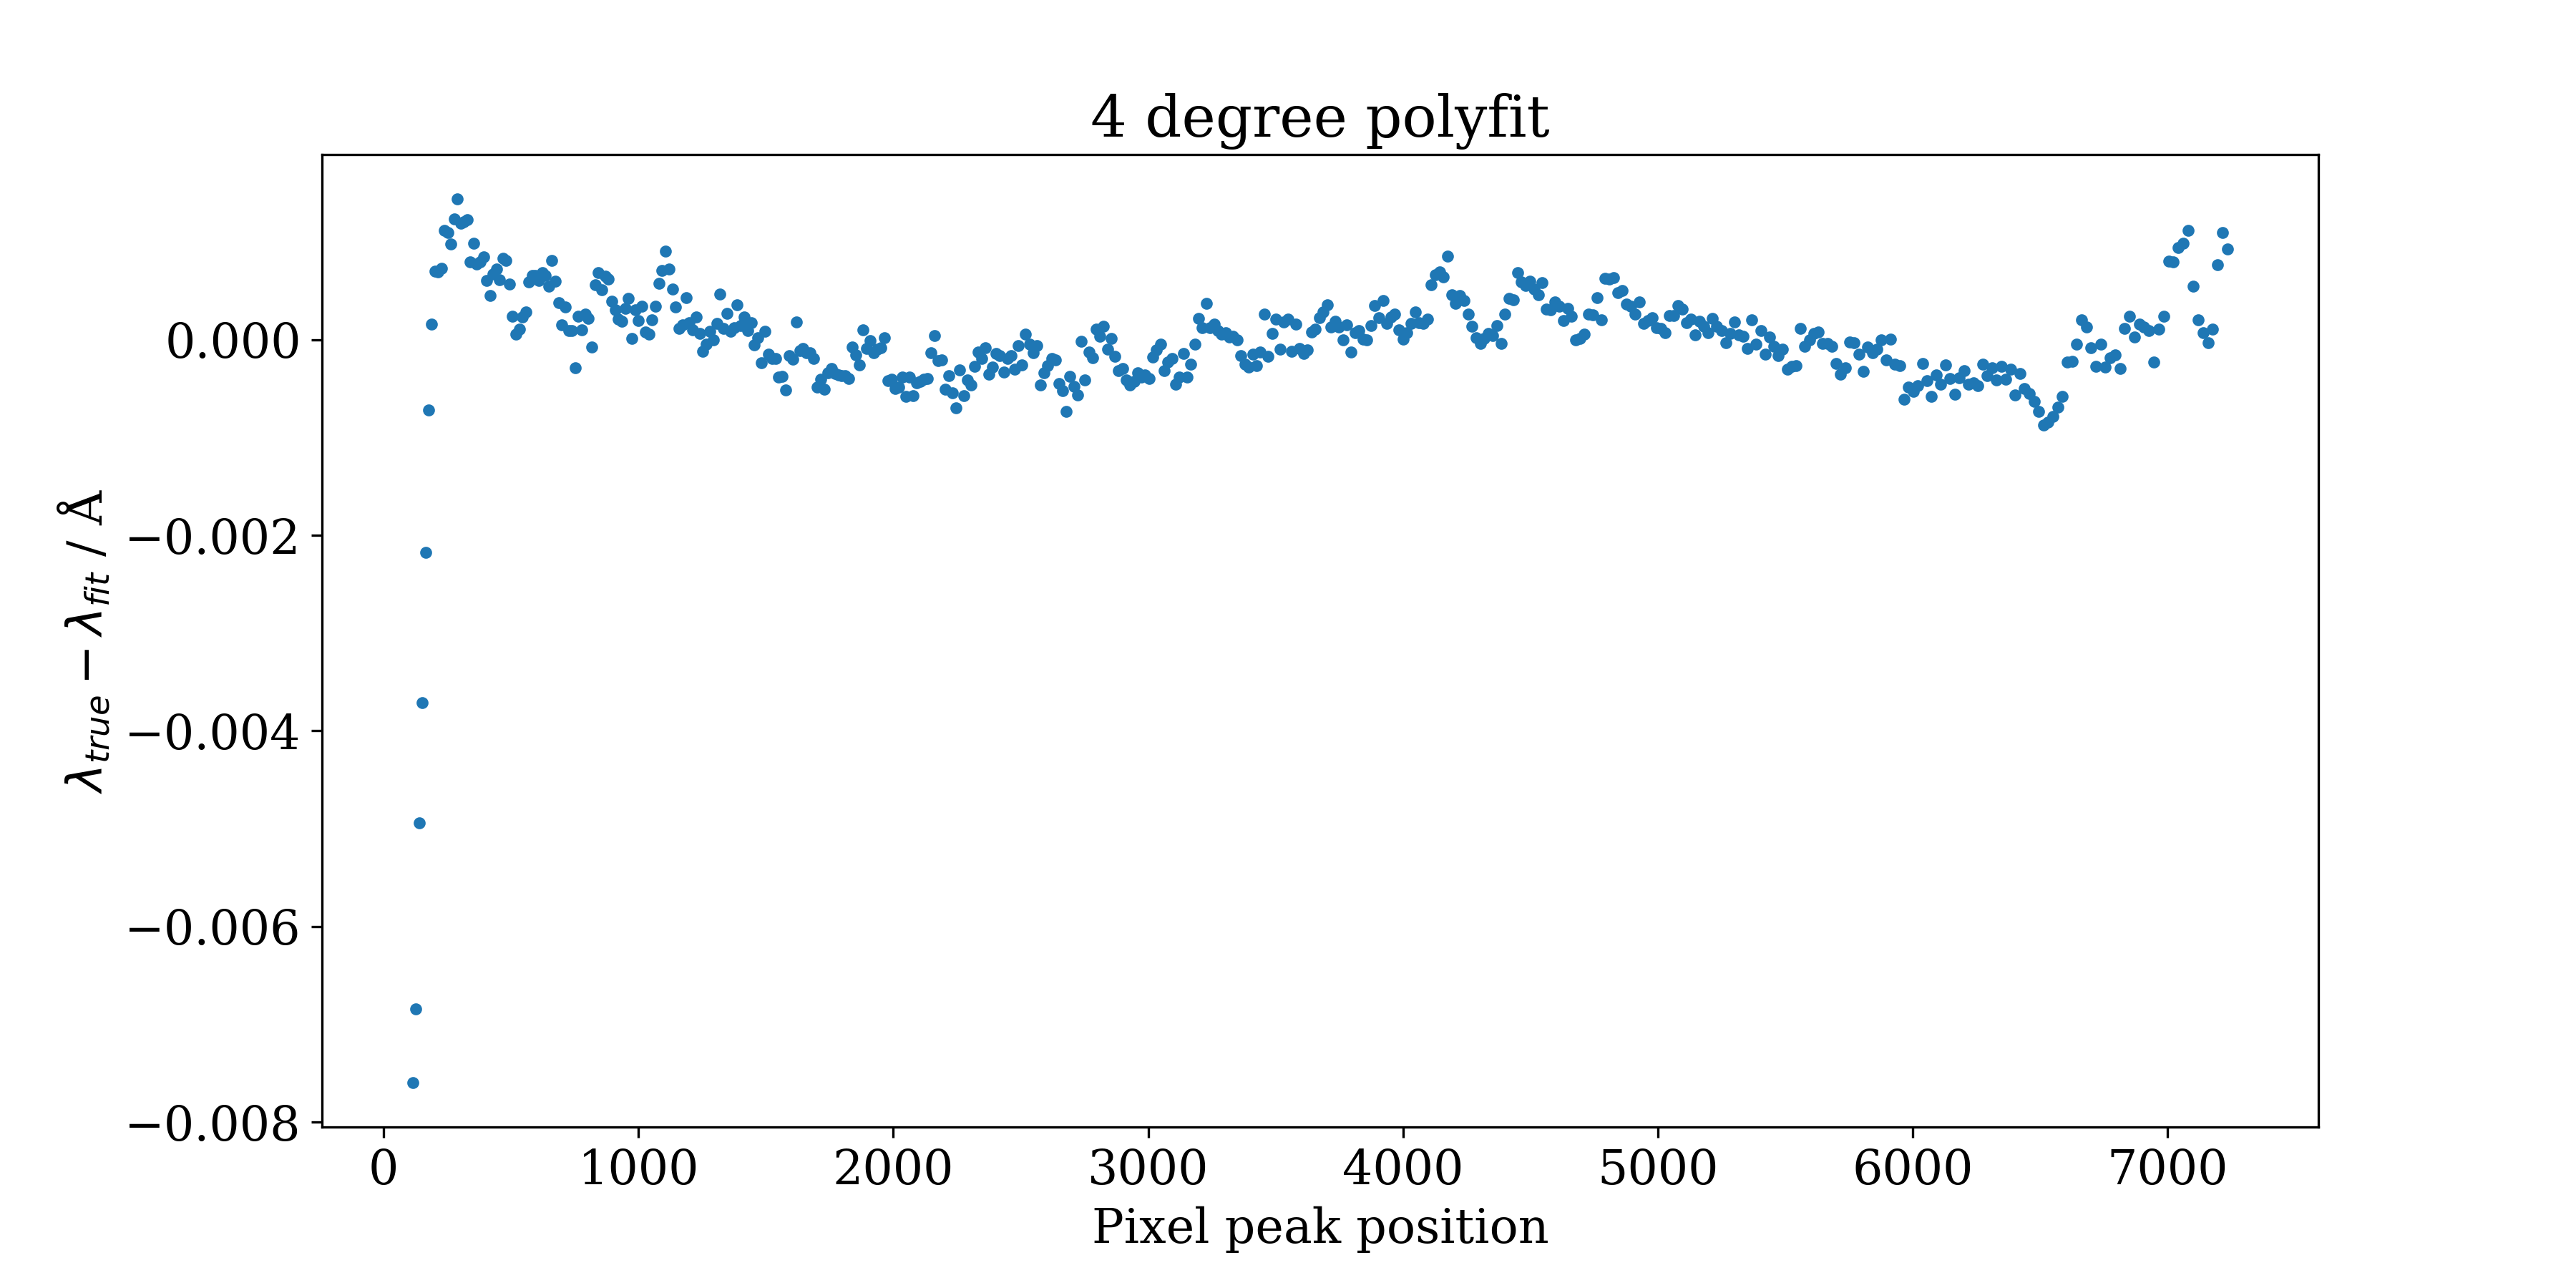 4 degree polyfit
λtrue − λfit / Å
0.000
−0.002
−0.004
−0.006
−0.008
0 1000 2000 3000 4000 5000 6000 7000
Pixel peak position